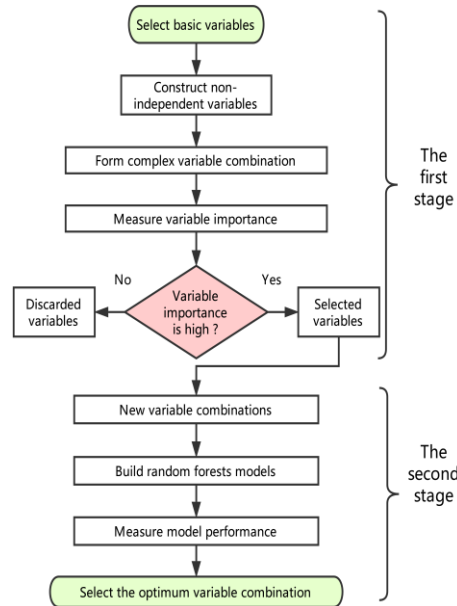 Select basic variables
Construct non-
independent variables
Form complex variable combination
Measure variable importance
The
first
stage
No
Yes
Discarded
variables
Variable
importance
is high ?
Selected
variables
New variable combinations
Build random forests models
Measure model performance
The
second
stage
Select the optimum variable combination